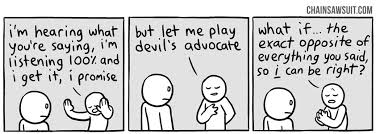 CHAINSAWSUIT.COM
i'm hearing what
you're saying, i'm
listening 100% and
i get it, i promise
but let me play
devil's advocate
what if... the
exact opposite of
everything you said,
so i can be right?